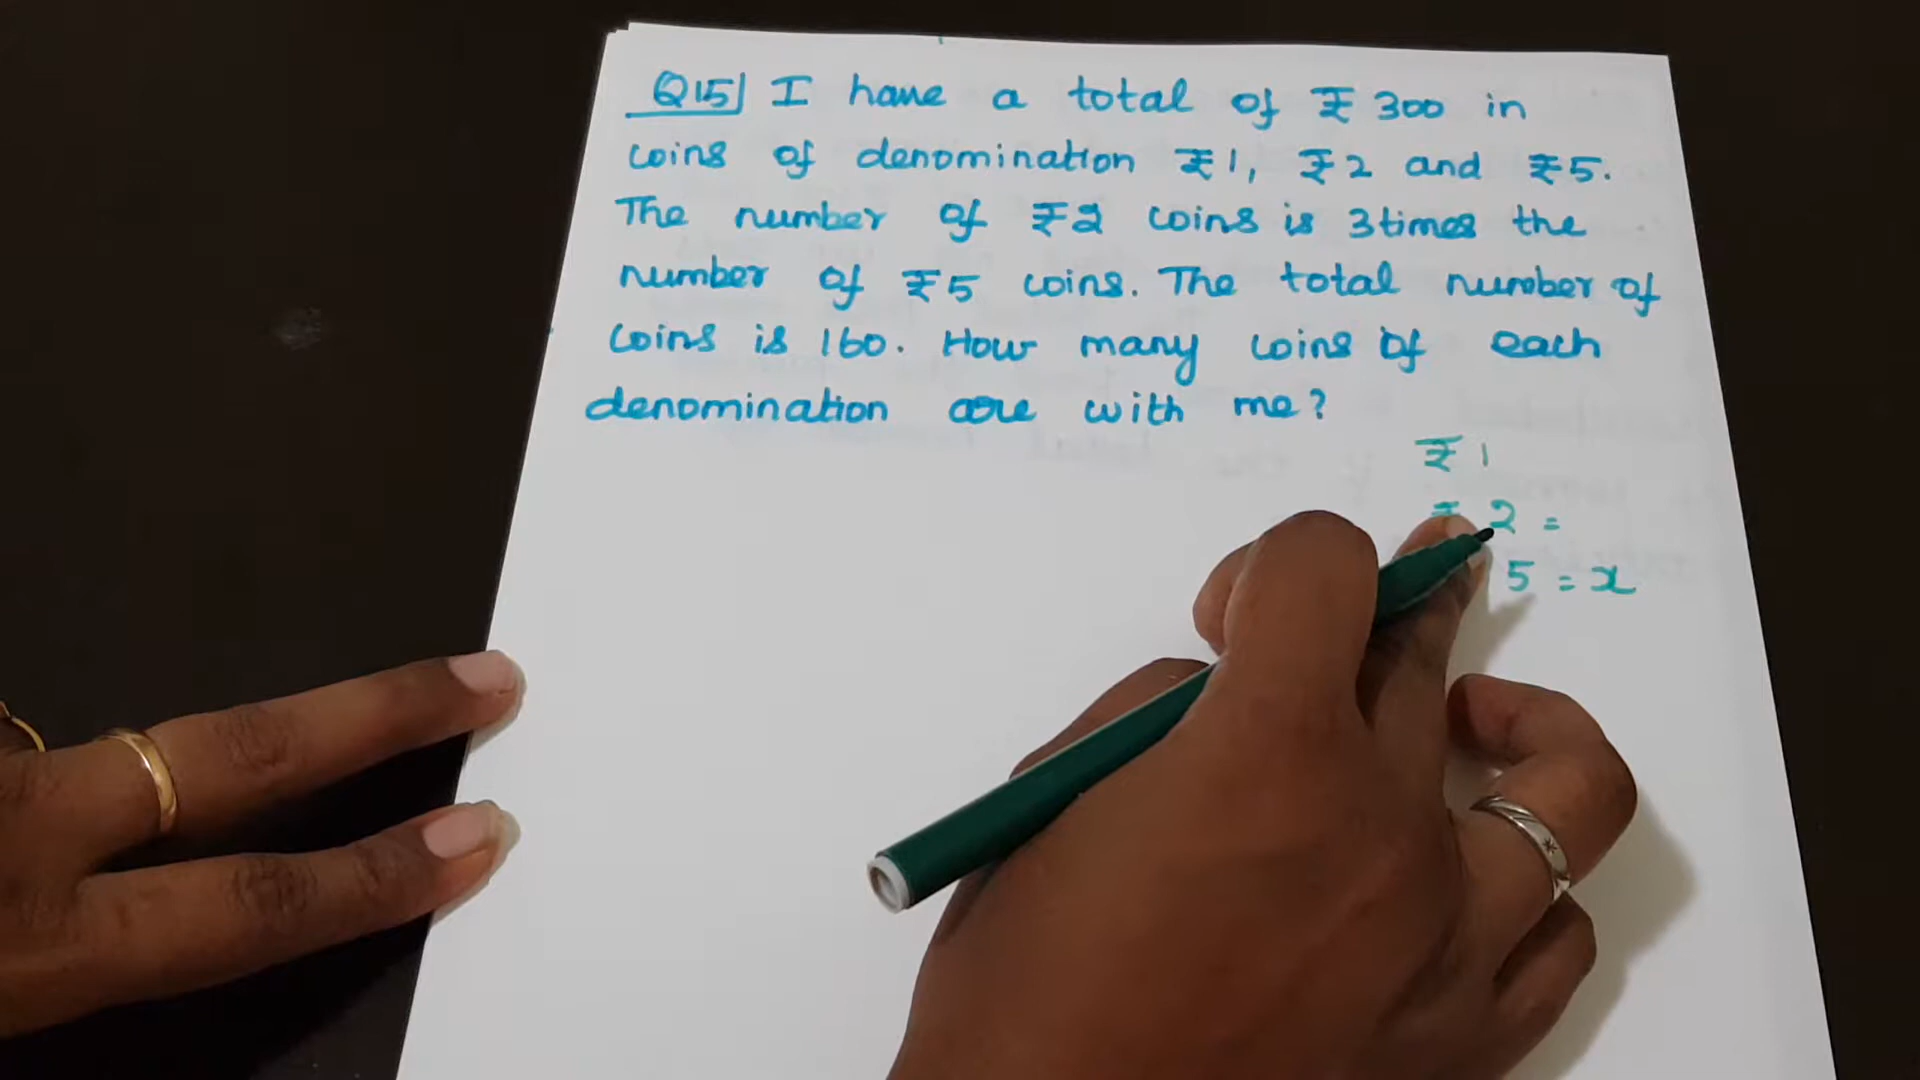 Q15] I have a total of ₹ 300 in
coins of denomination ₹1, ₹2 and ₹5.
The number of ₹2 coins is 3 times the
number of ₹5 coins. The total number of
coins is 160. How many coins of each
denomination are with me?
₹ 1
₹ 2 =
5 = x